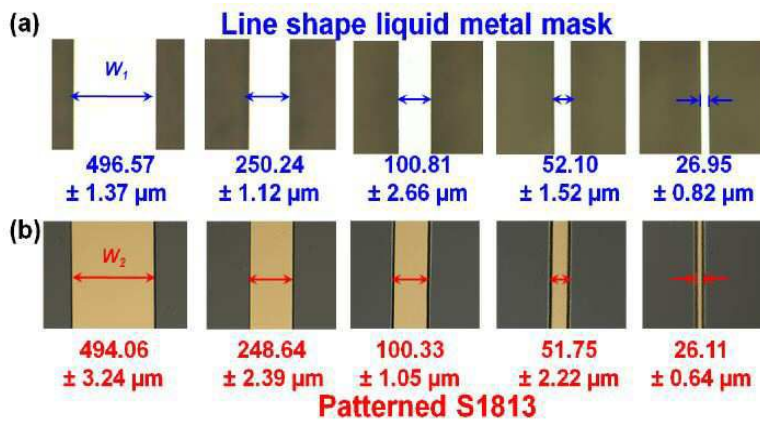 (a) Line shape liquid metal mask
W1
496.57 250.24 100.81 52.10 26.95
± 1.37 µm ± 1.12 µm ± 2.66 µm ± 1.52 µm ± 0.82 µm
(b)
W2
494.06 248.64 100.33 51.75 26.11
± 3.24 µm ± 2.39 µm ± 1.05 µm ± 2.22 µm ± 0.64 µm
Patterned S1813